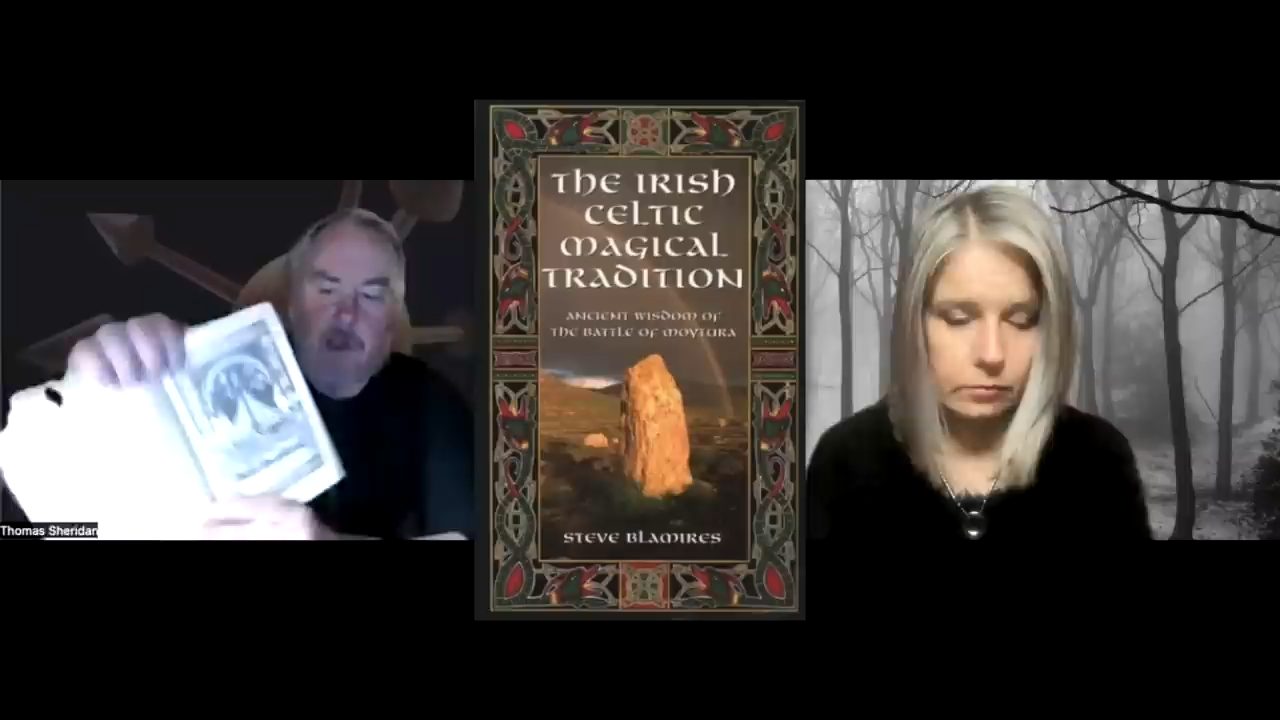 THE IRISH
CELTIC
MAGICAL
TRADITION
ANCIENT WISDOM OF
THE BATTLE OF MOYTURA
STEVE BLAMIRES
Thomas Sheridan